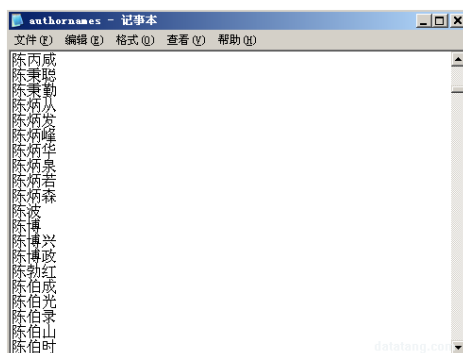 authornames - 记事本
文件(F) 编辑(E) 格式(O) 查看(V) 帮助(H)
陈丙咸
陈秉聪
陈秉勤
陈炳从
陈炳发
陈炳峰
陈炳华
陈炳泉
陈炳若
陈炳森
陈波
陈博
陈博兴
陈博政
陈勃红
陈伯成
陈伯光
陈伯录
陈伯山
陈伯时
datatang.com